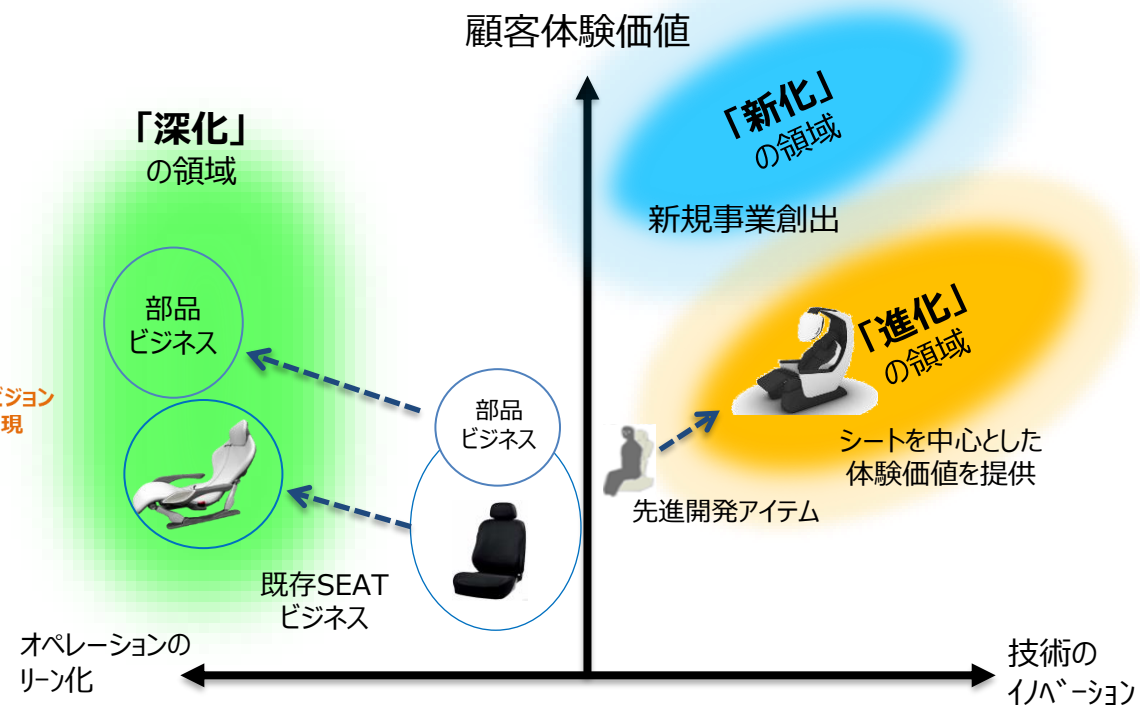 顧客体験価値
「深化」
の領域
「新化」
の領域
新規事業創出
部品
ビジネス
「進化」
の領域
ビジョン
現
部品
ビジネス
シートを中心とした
体験価値を提供
先進開発アイテム
既存SEAT
ビジネス
オペレーションの
リーン化
技術の
イノベーション